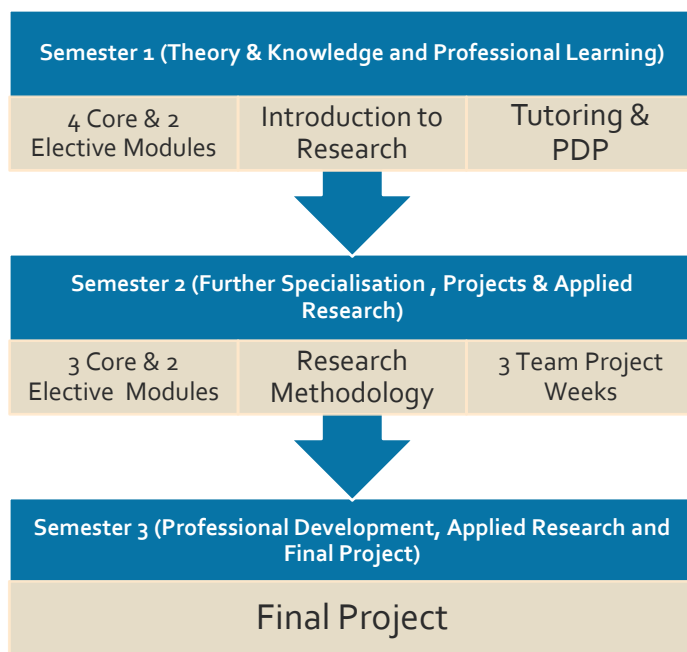 Semester 1 (Theory & Knowledge and Professional Learning)
4 Core & 2
Elective Modules
Introduction to
Research
Tutoring &
PDP
Semester 2 (Further Specialisation , Projects & Applied
Research)
3 Core & 2
Elective  Modules
Research
Methodology
3 Team Project
Weeks
Semester 3 (Professional Development, Applied Research and
Final Project)
Final Project